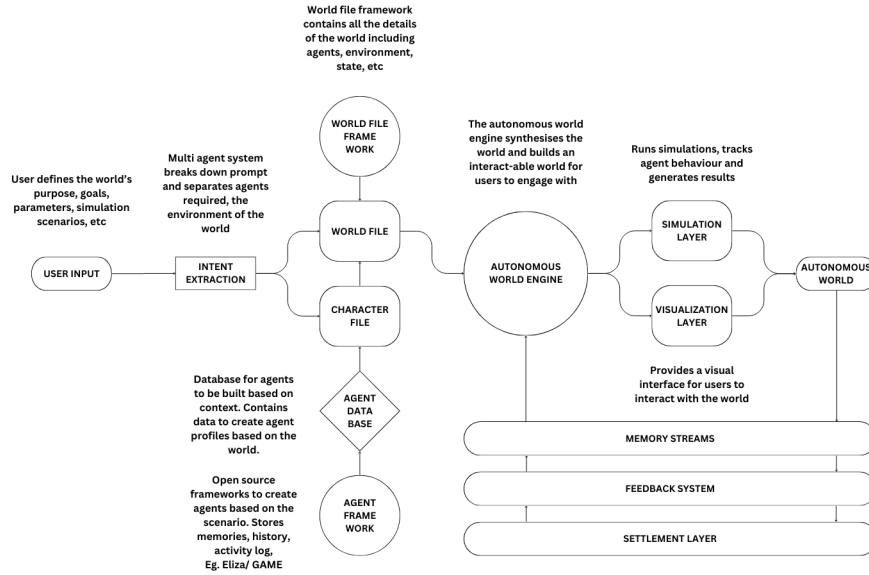 World file framework
contains all the details
of the world including
agents, environment,
state, etc
WORLD FILE
FRAME
WORK
The autonomous world
engine synthesises the
world and builds an
interact-able world for
users to engage with
Runs simulations, tracks
agent behaviour and
generates results
Multi agent system
breaks down prompt
and separates agents
required, the
environment of the
world
User defines the world's
purpose, goals,
parameters, simulation
scenarios, etc
USER INPUT
INTENT
EXTRACTION
WORLD FILE
CHARACTER
FILE
AUTONOMOUS
WORLD ENGINE
SIMULATION
LAYER
VISUALIZATION
LAYER
AUTONOMOUS
WORLD
Provides a visual
interface for users to
interact with the world
Database for agents
to be built based on
context. Contains
data to create agent
profiles based on the
world.
AGENT
DATA
BASE
Open source
frameworks to create
agents based on the
scenario. Stores
memories, history,
activity log,
Eg. Eliza/ GAME
AGENT
FRAME
WORK
MEMORY STREAMS
FEEDBACK SYSTEM
SETTLEMENT LAYER